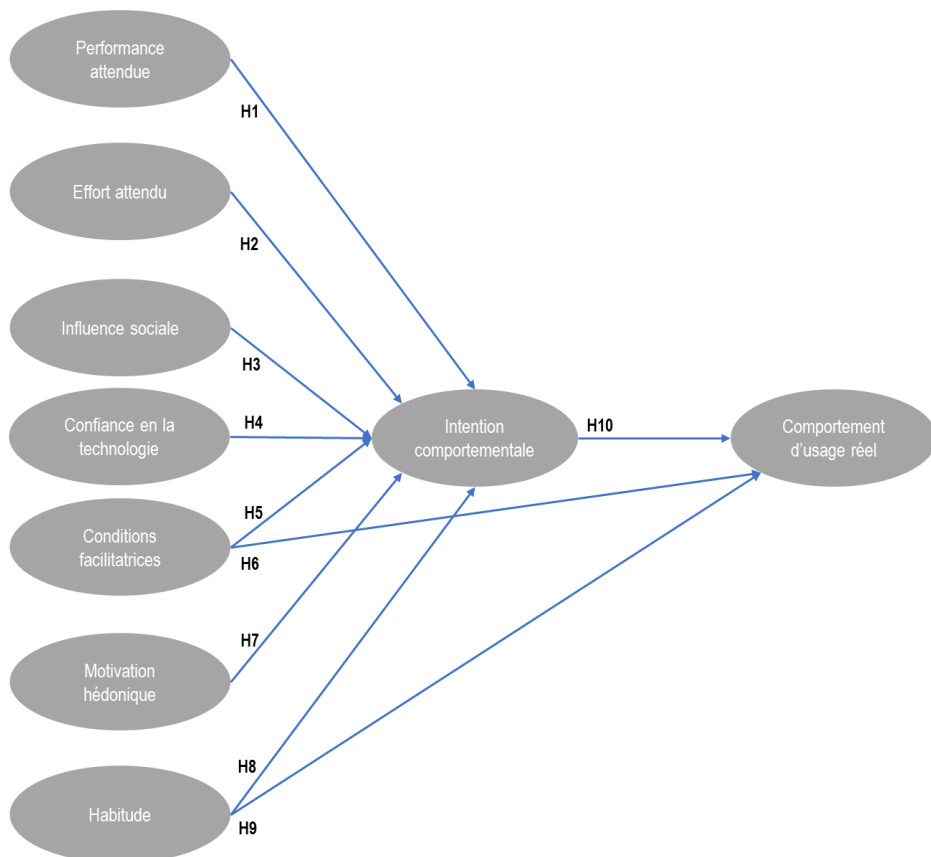 Performance
attendue
H1
Effort attendu
H2
Influence sociale
H3
Confiance en la
technologie
H4
Intention
comportementale
H10
Comportement
d'usage réel
H5
Conditions
facilitatrices
H6
H7
Motivation
hédonique
H8
Habitude
H9